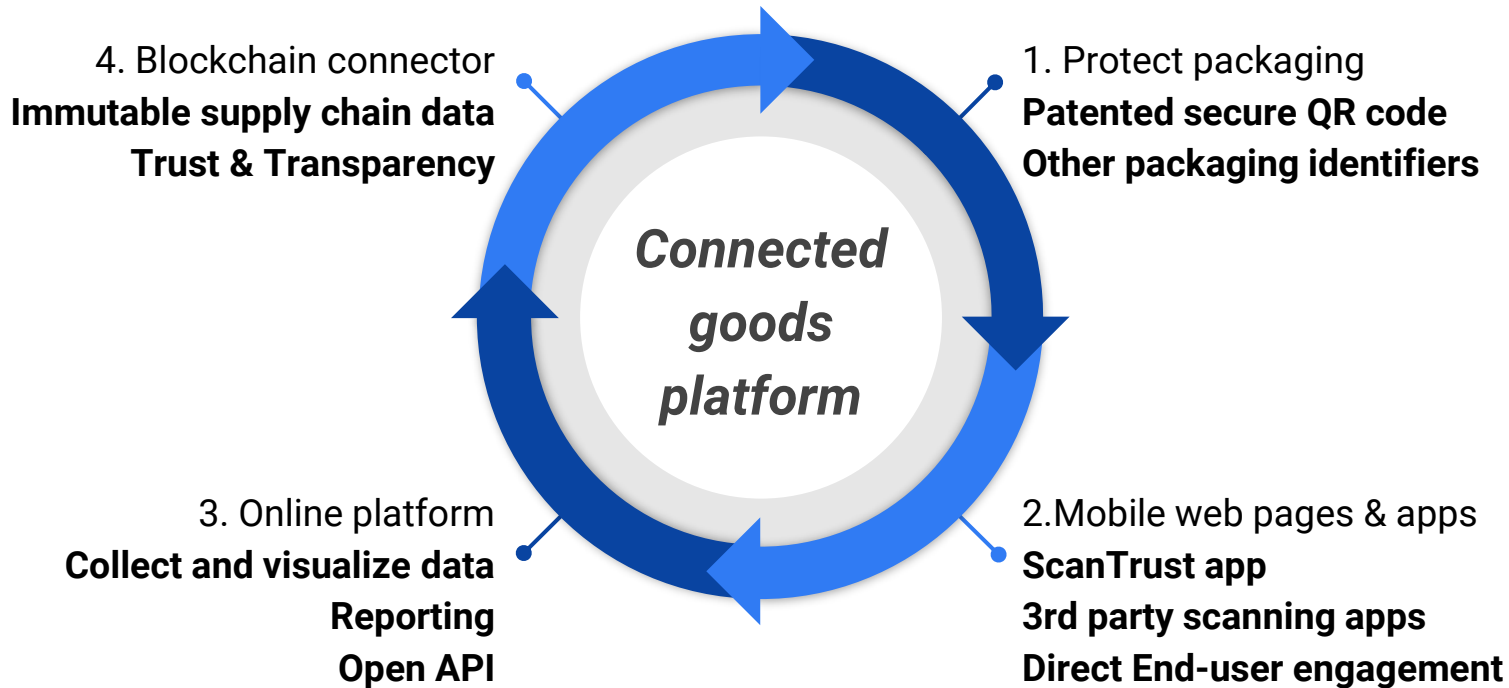 4. Blockchain connector
Immutable supply chain data
Trust & Transparency
1. Protect packaging
Patented secure QR code
Other packaging identifiers
Connected
goods
platform
3. Online platform
Collect and visualize data
Reporting
Open API
2.Mobile web pages & apps
ScanTrust app
3rd party scanning apps
Direct End-user engagement